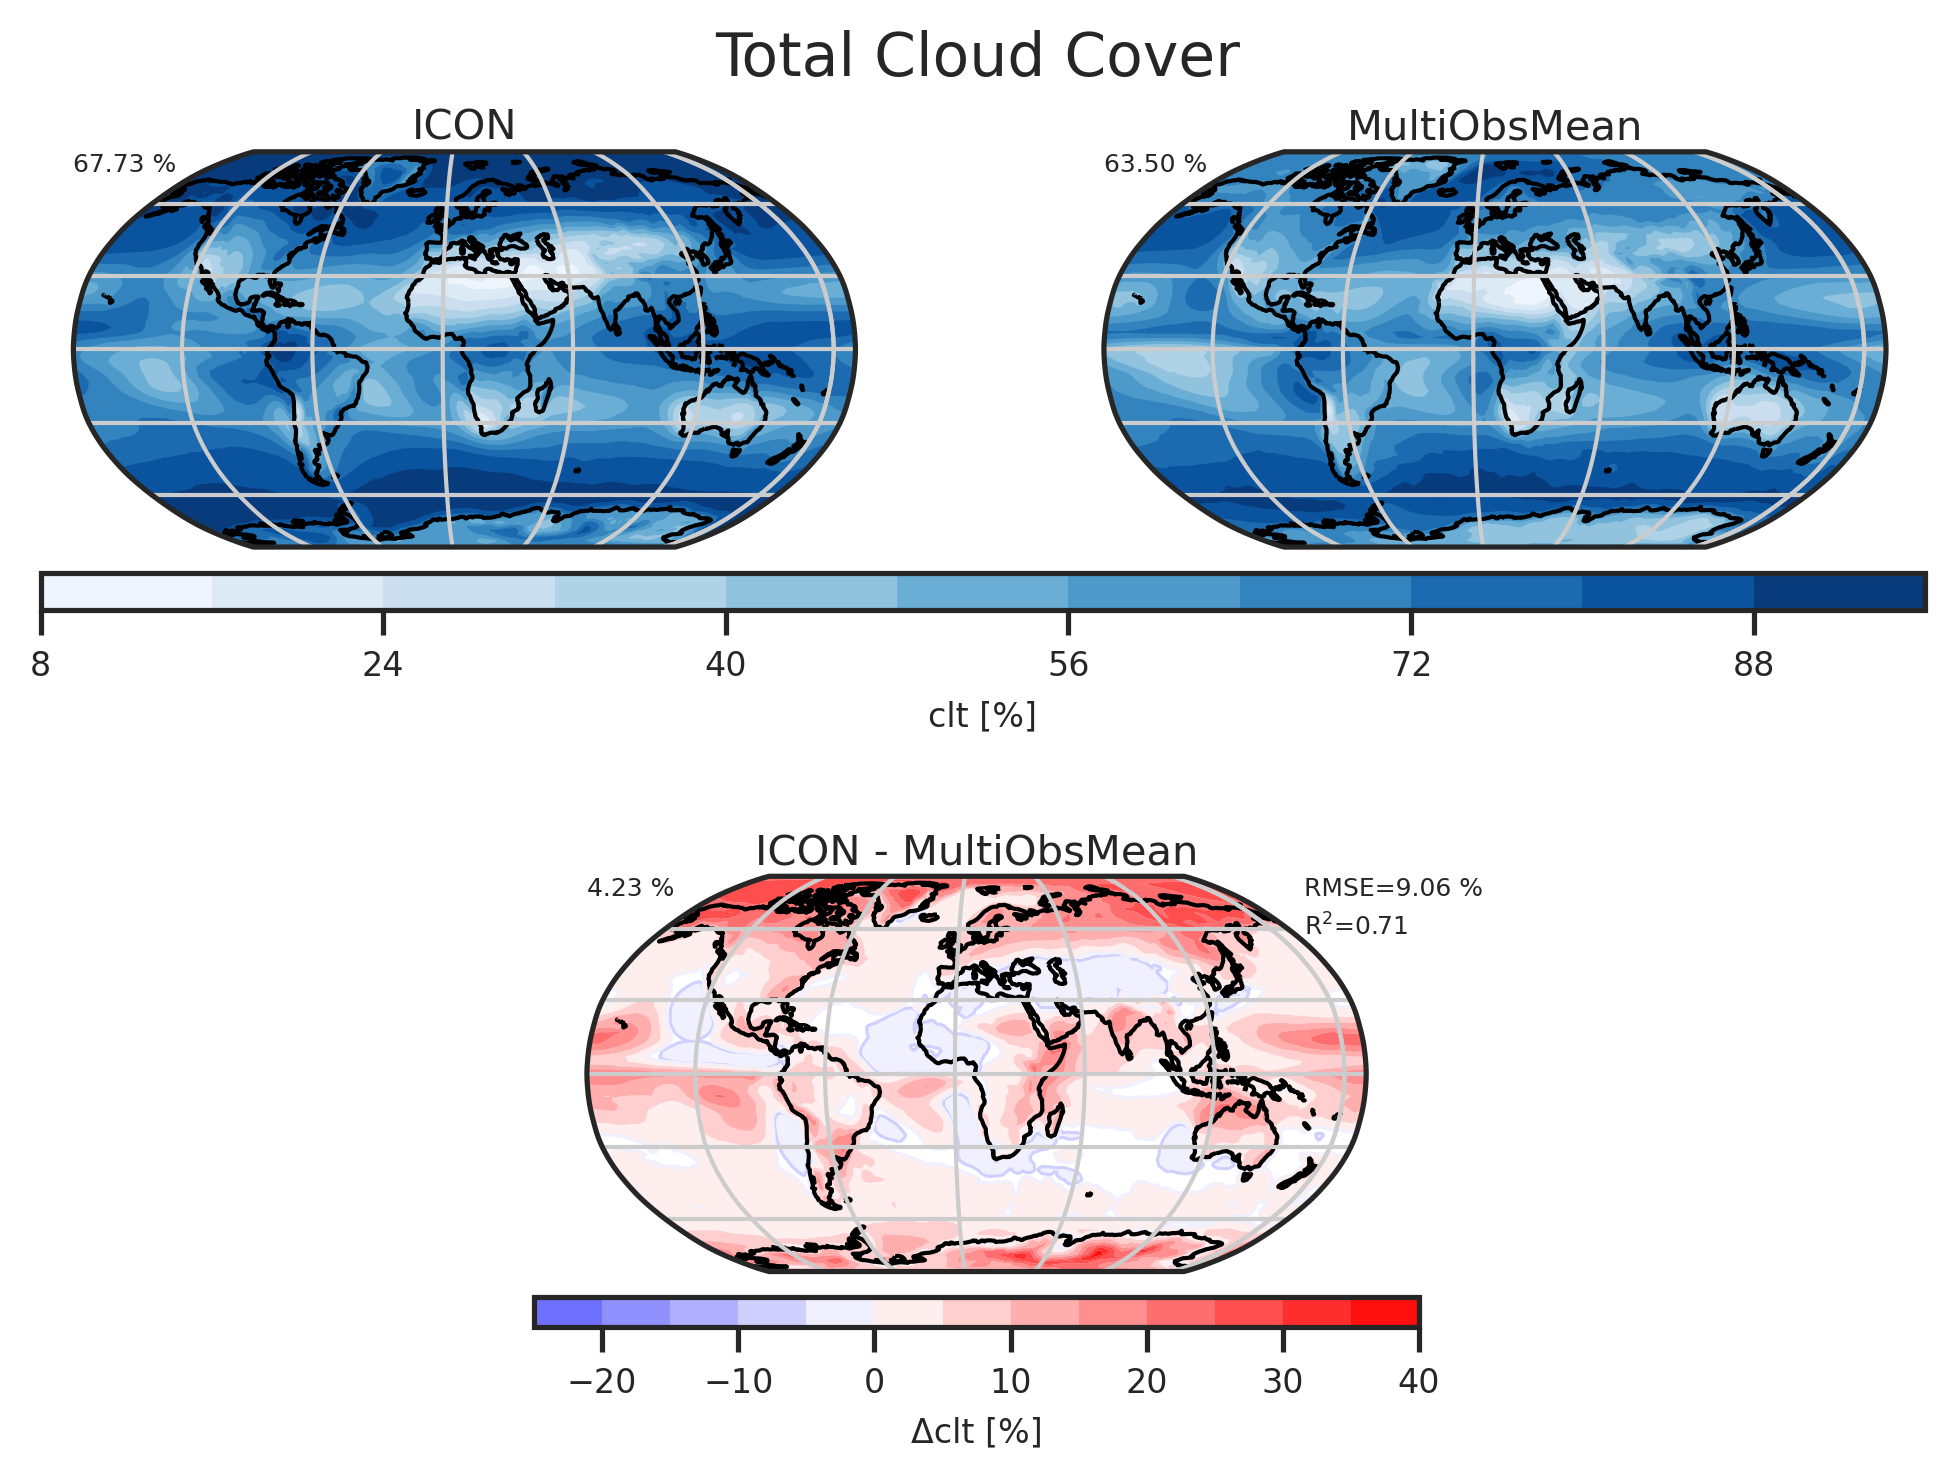 Total Cloud Cover
ICON
MultiObsMean
67.73 %
63.50 %
8 24 40 56 72 88
clt [%]
ICON - MultiObsMean
4.23 %
RMSE=9.06 %
R²=0.71
−20 −10 0 10 20 30 40
Δclt [%]